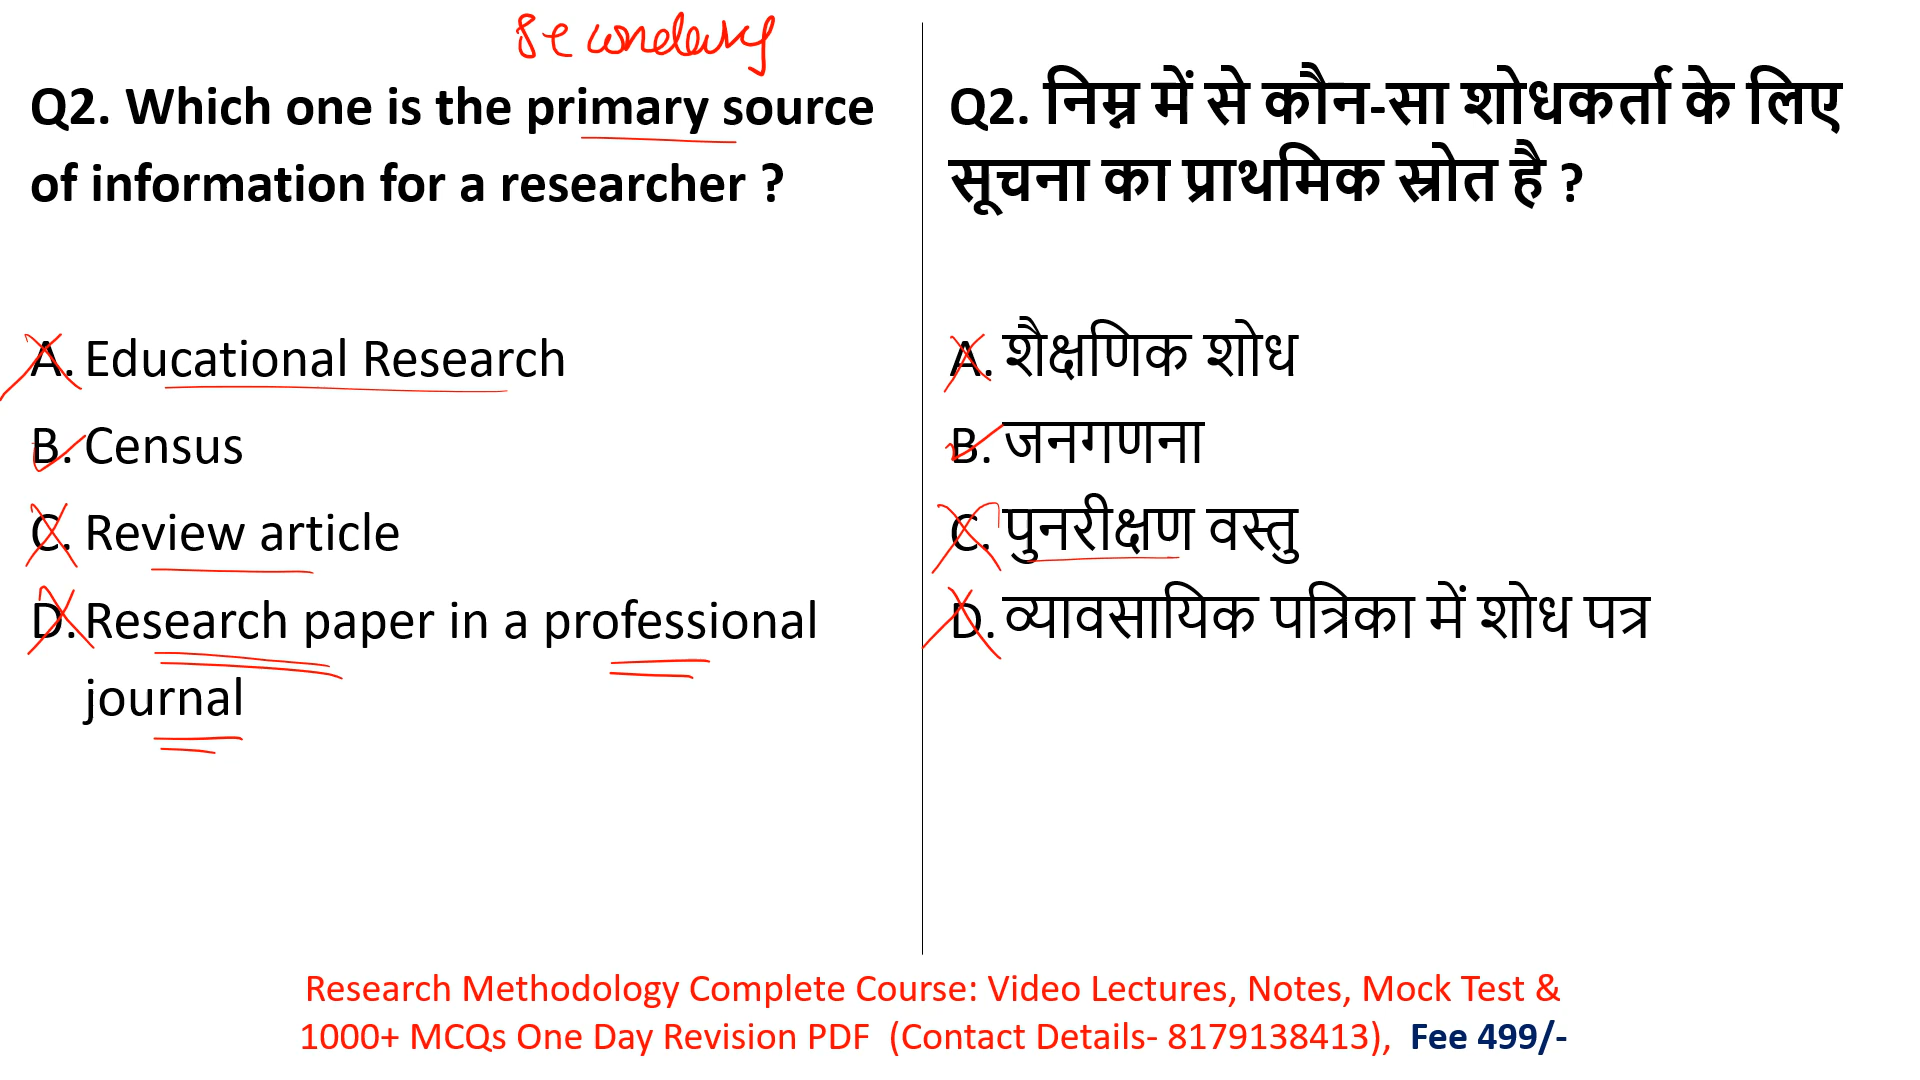 Secondary
Q2. Which one is the primary source
of information for a researcher ?
A. Educational Research
B. Census
C. Review article
D. Research paper in a professional
journal
Q2. निम्न में से कौन-सा शोधकर्ता के लिए
सूचना का प्राथमिक स्रोत है ?
A. शैक्षणिक शोध
B. जनगणना
C. पुनरीक्षण वस्तु
D. व्यावसायिक पत्रिका में शोध पत्र
Research Methodology Complete Course: Video Lectures, Notes, Mock Test &
1000+ MCQs One Day Revision PDF (Contact Details- 8179138413), Fee 499/-